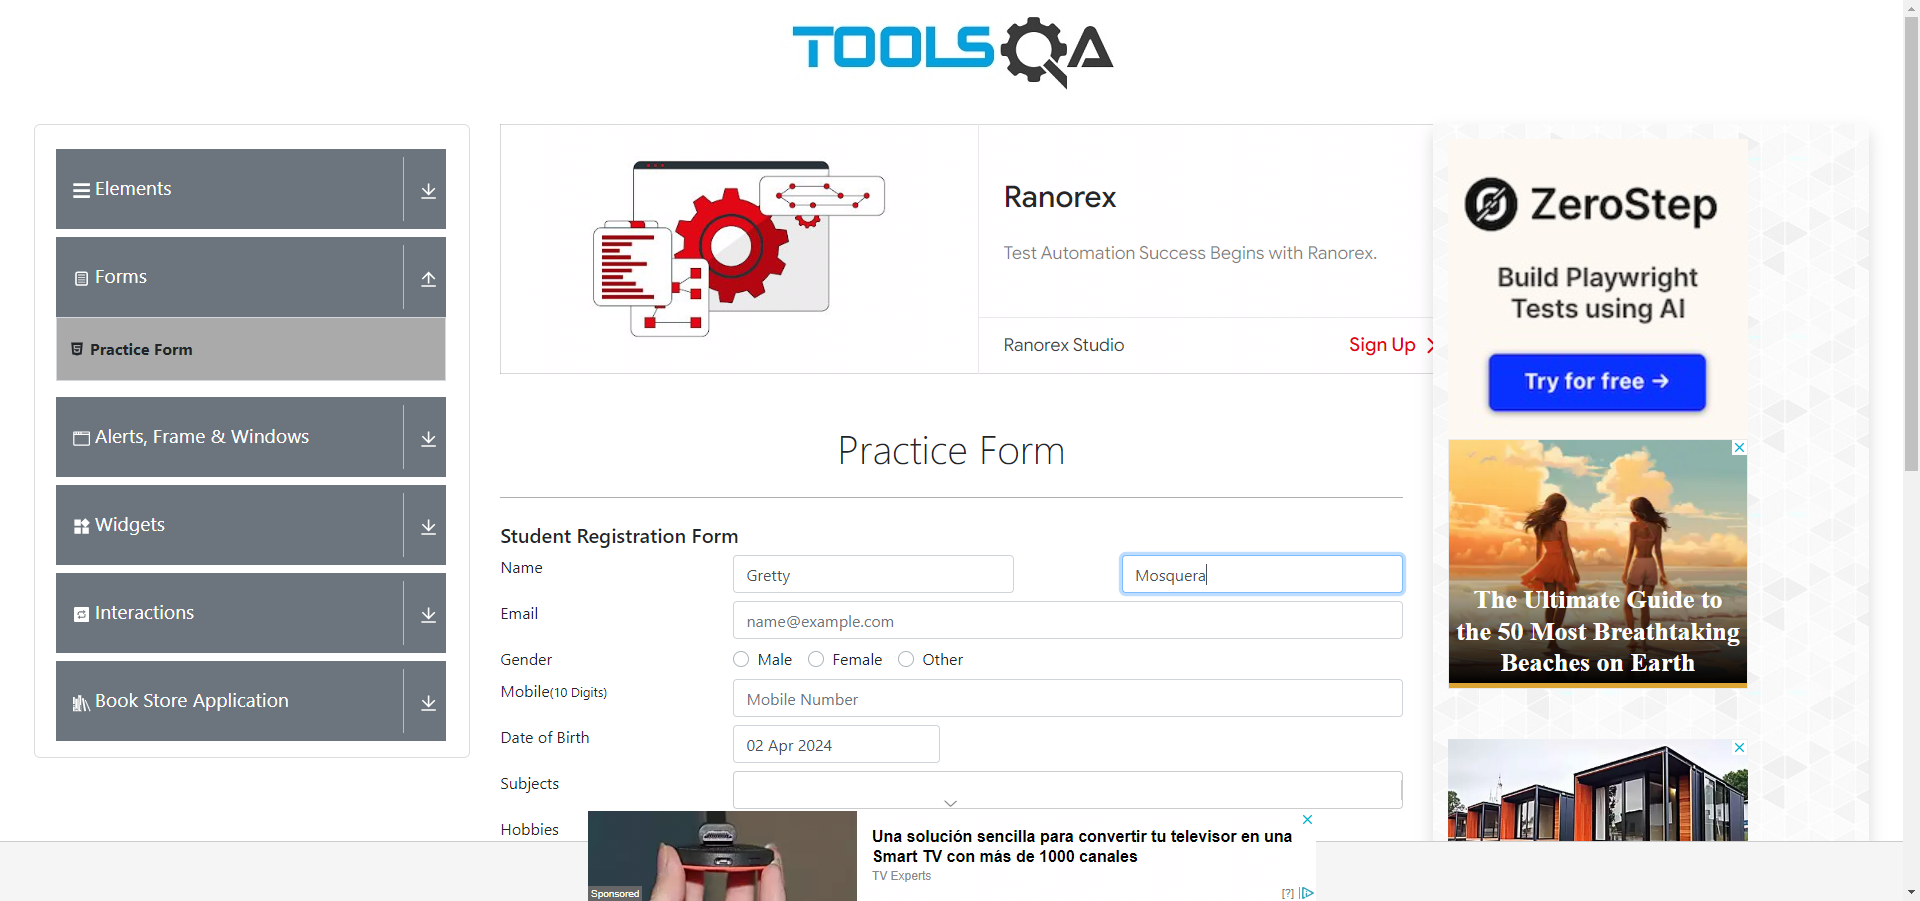 TOOLSQA
Elements
Forms
Practice Form
Alerts, Frame & Windows
Widgets
Interactions
Book Store Application
Ranorex
Test Automation Success Begins with Ranorex.
Ranorex Studio
Sign Up
Practice Form
Student Registration Form
Name
Gretty
Mosquera
Email
name@example.com
Gender
Male
Female
Other
Mobile(10 Digits)
Mobile Number
Date of Birth
02 Apr 2024
Subjects
Hobbies
ZeroStep
Build Playwright
Tests using AI
Try for free →
The Ultimate Guide to
the 50 Most Breathtaking
Beaches on Earth
Una solución sencilla para convertir tu televisor en una
Smart TV con más de 1000 canales
TV Experts
Sponsored
[?]